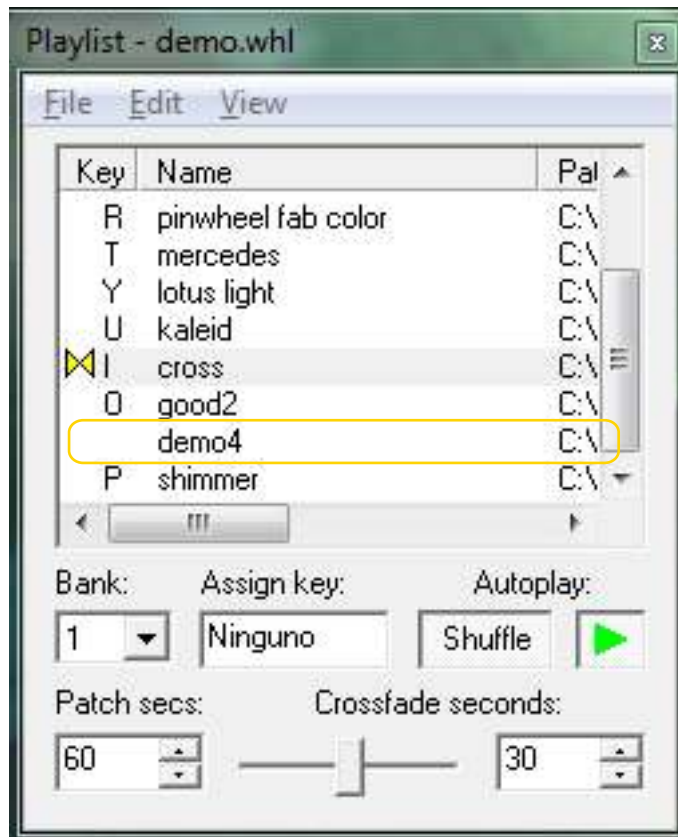 Playlist - demo.whl
File Edit View
Key Name Pat
R pinwheel fab color C:\
T mercedes C:\
Y lotus light C:\
U kaleid C:\
I cross C:\
O good2 C:\
demo4 C:\
P shimmer C:\
Bank: Assign key: Autoplay:
1 Ninguno Shuffle
Patch secs: Crossfade seconds:
60 30